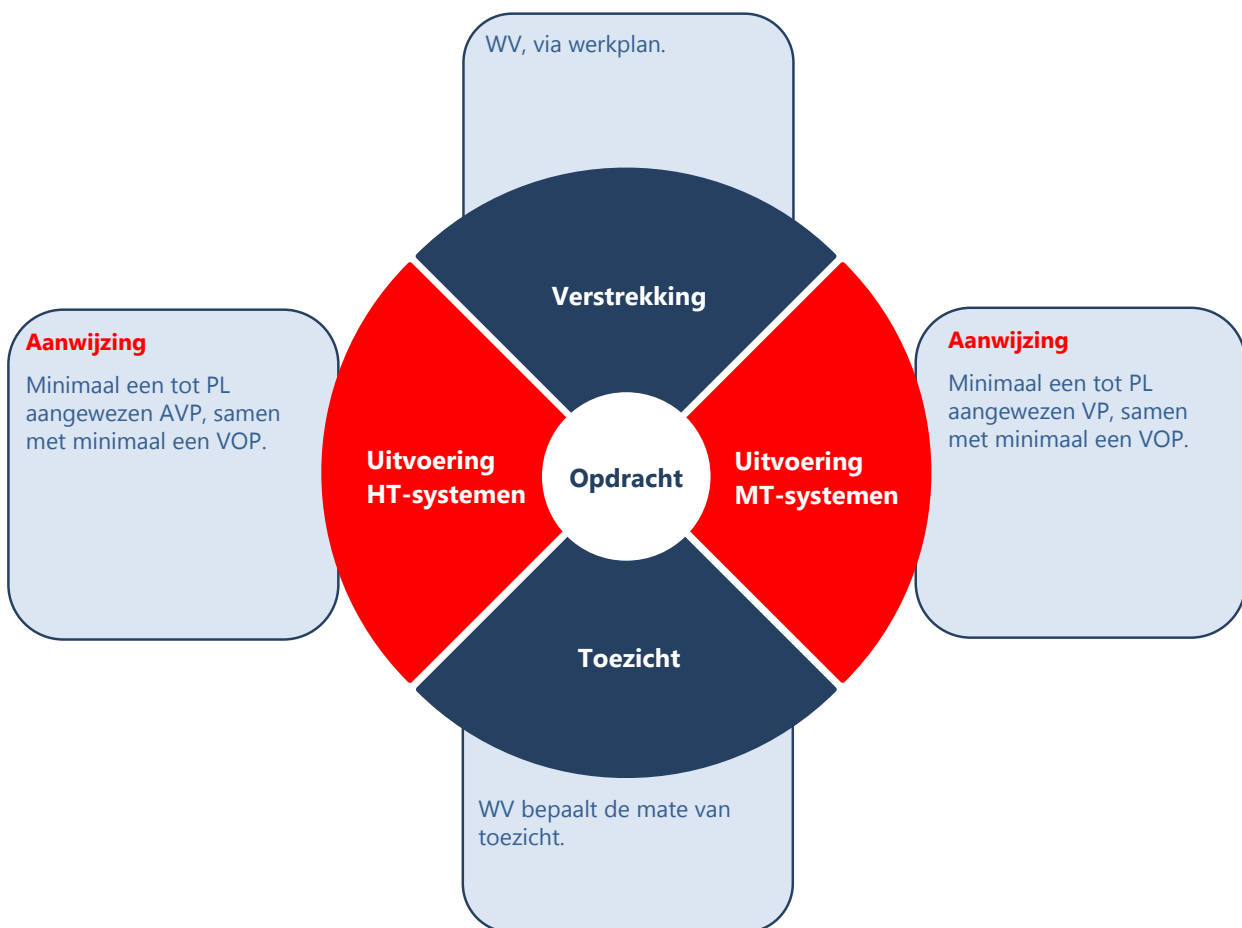 WV, via werkplan.
Verstrekking
Aanwijzing
Minimaal een tot PL
aangewezen AVP, samen
met minimaal een VOP.
Uitvoering
HT-systemen
Opdracht
Uitvoering
MT-systemen
Aanwijzing
Minimaal een tot PL
aangewezen VP, samen
met minimaal een VOP.
Toezicht
WV bepaalt de mate van
toezicht.